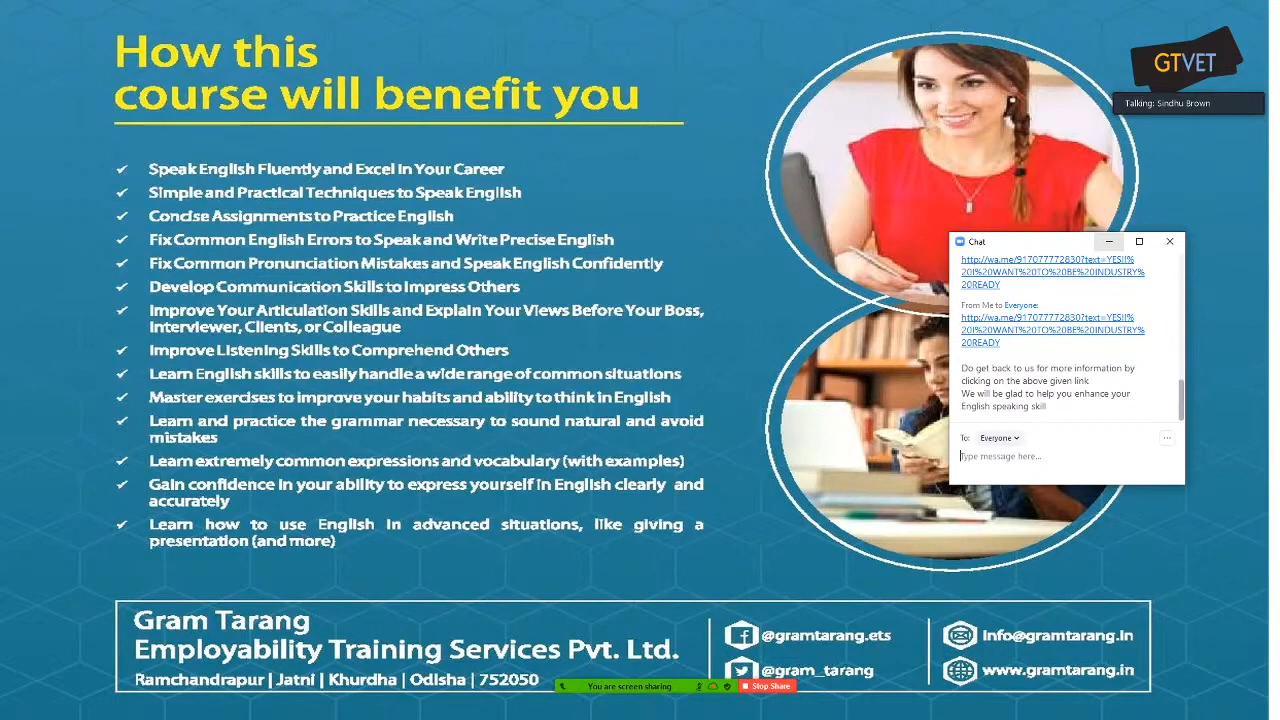 How this
course will benefit you
Speak English Fluently and Excel in Your Career
Simple and Practical Techniques to Speak English
Concise Assignments to Practice English
Fix Common English Errors to Speak and Write Precise English
Fix Common Pronunciation Mistakes and Speak English Confidently
Develop Communication Skills to Impress Others
Improve Your Articulation Skills and Explain Your Views Before Your Boss,
Interviewer, Clients, or Colleague
Improve Listening Skills to Comprehend Others
Learn English skills to easily handle a wide range of common situations
Master exercises to improve your habits and ability to think in English
Learn and practice the grammar necessary to sound natural and avoid
mistakes
Learn extremely common expressions and vocabulary (with examples)
Gain confidence in your ability to express yourself in English clearly and
accurately
Learn how to use English in advanced situations, like giving a
presentation (and more)
GTVET
Talking: Sindhu Brown
Chat
http://wa.me/917077772830?text=YES!I%
20I%20WANT%20TO%20BE%20INDUSTRY%
20READY
From Me to Everyone:
http://wa.me/917077772830?text=YES!I%
20I%20WANT%20TO%20BE%20INDUSTRY%
20READY
Do get back to us for more information by
clicking on the above given link
We will be glad to help you enhance your
English speaking skill
To: Everyone
Type message here...
Gram Tarang
Employability Training Services Pvt. Ltd.
Ramchandrapur | Jatni | Khurdha | Odisha | 752050
@gramtarang.ets
@gram_tarang
info@gramtarang.in
www.gramtarang.in
You are screen sharing
Stop Share